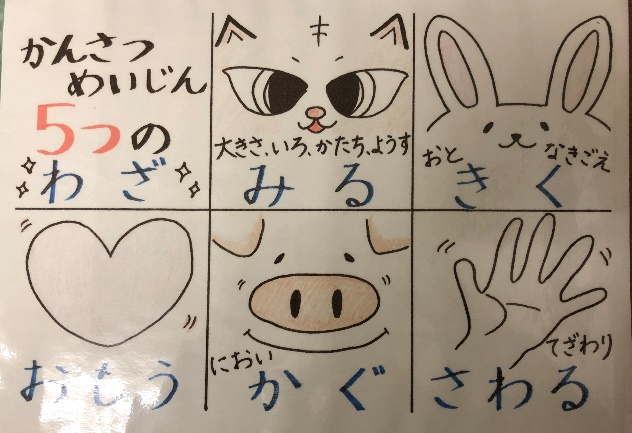 かんさつ
めいじん
5つの
わざ
大きさ、いろ、かたち、ようす
みる
おと
なきごえ
きく
おもう
におい
かぐ
てざわり
さわる